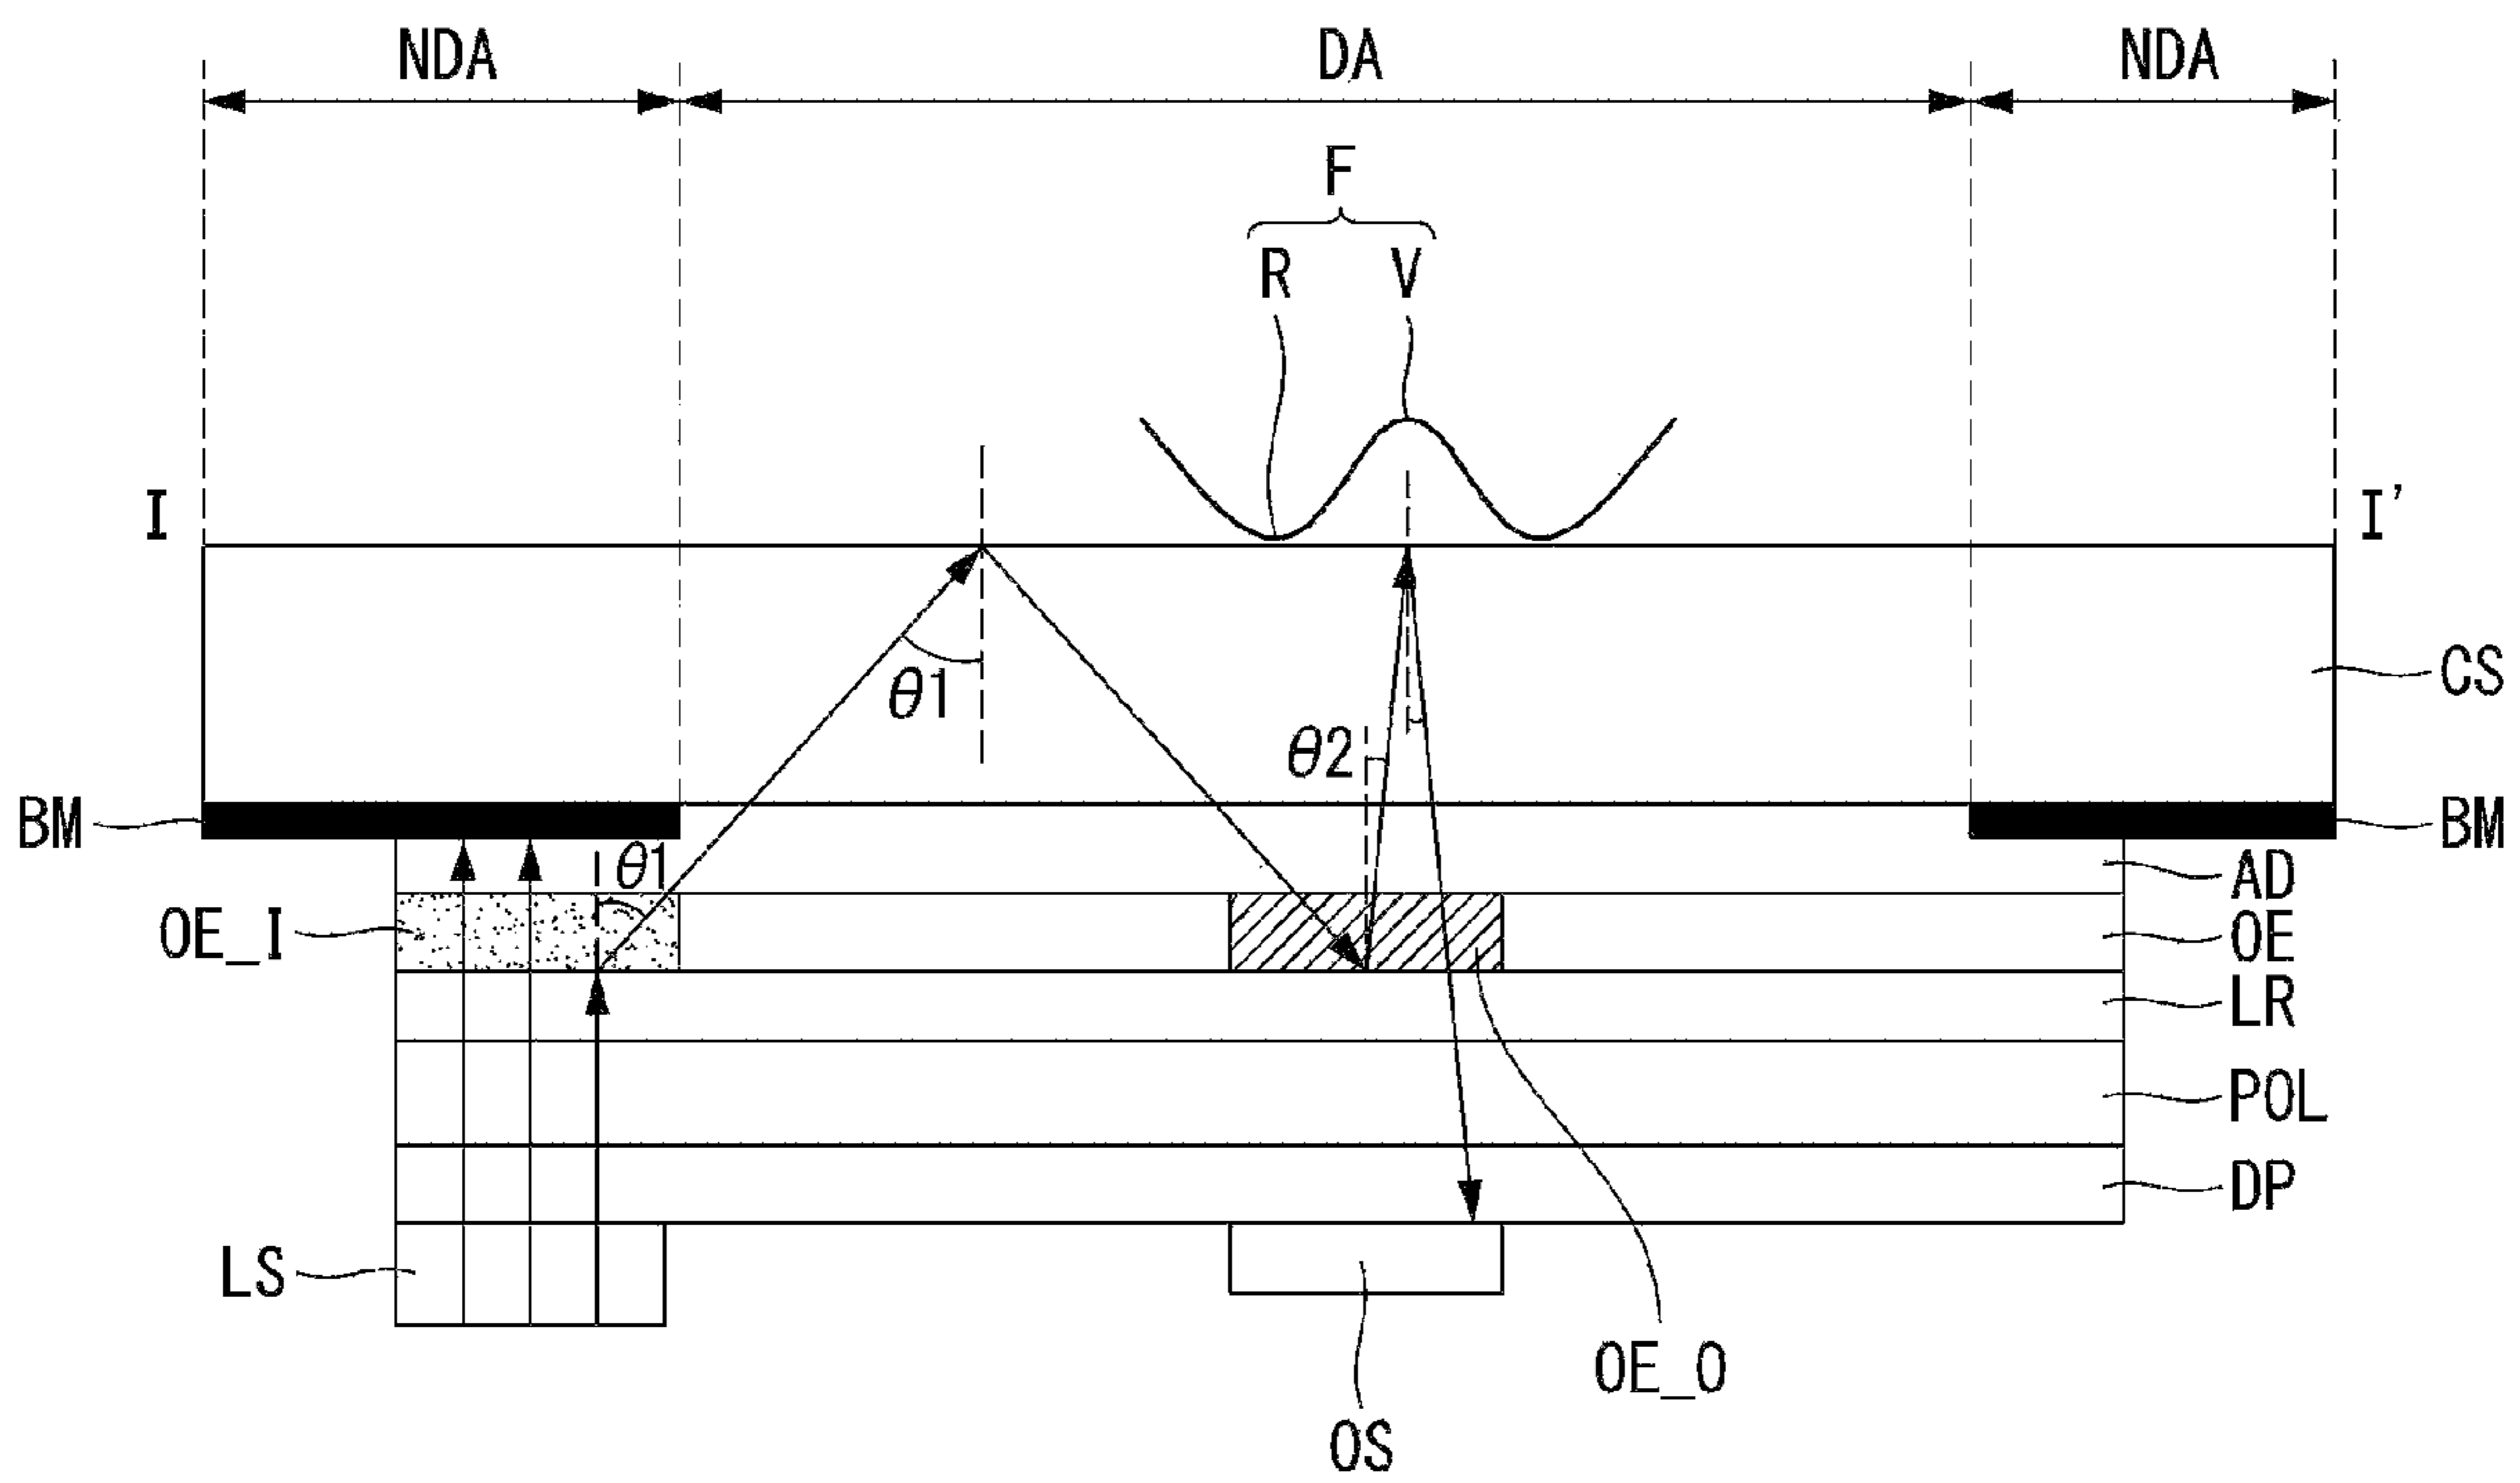 NDA DA NDA
F
R V
I I'
θ1 CS
θ2
BM BM
θ1 AD
OE_I OE
LR
POL
DP
LS
OE_O
OS